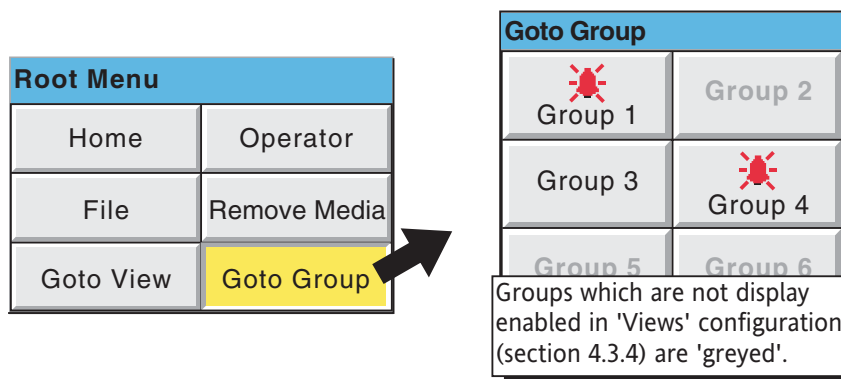 Root Menu
Home
Operator
File
Remove Media
Goto View
Goto Group
Goto Group
Group 1
Group 2
Group 3
Group 4
Group 5
Group 6
Groups which are not display
enabled in 'Views' configuration
(section 4.3.4) are 'greyed'.